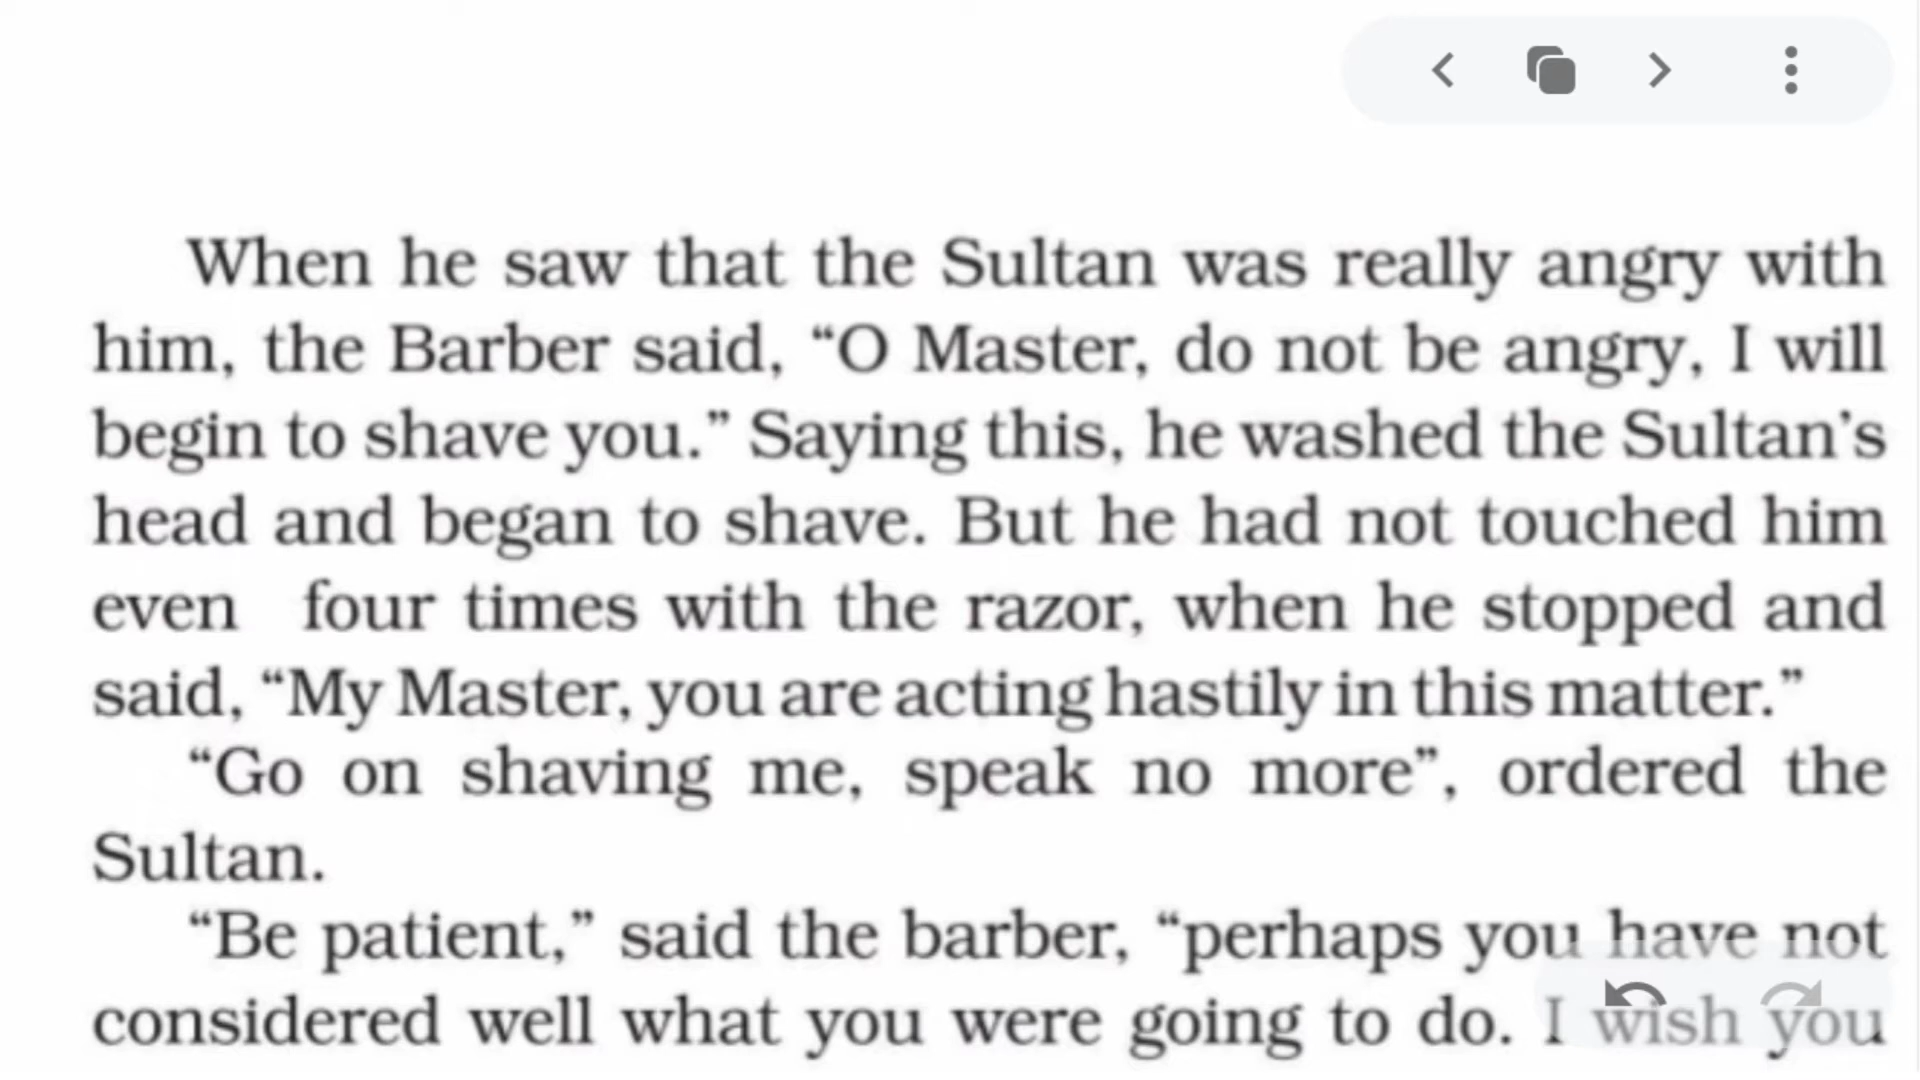 When he saw that the Sultan was really angry with
him, the Barber said, “O Master, do not be angry, I will
begin to shave you.” Saying this, he washed the Sultan’s
head and began to shave. But he had not touched him
even four times with the razor, when he stopped and
said, “My Master, you are acting hastily in this matter.”
“Go on shaving me, speak no more”, ordered the
Sultan.
“Be patient,” said the barber, “perhaps you have not
considered well what you were going to do. I wish you